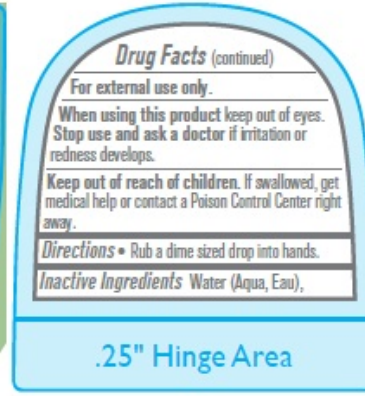 Drug Facts (continued)
For external use only.
When using this product keep out of eyes.
Stop use and ask a doctor if irritation or
redness develops.
Keep out of reach of children. If swallowed, get
medical help or contact a Poison Control Center right
away.
Directions • Rub a dime sized drop into hands.
Inactive Ingredients Water (Aqua, Eau),
.25" Hinge Area